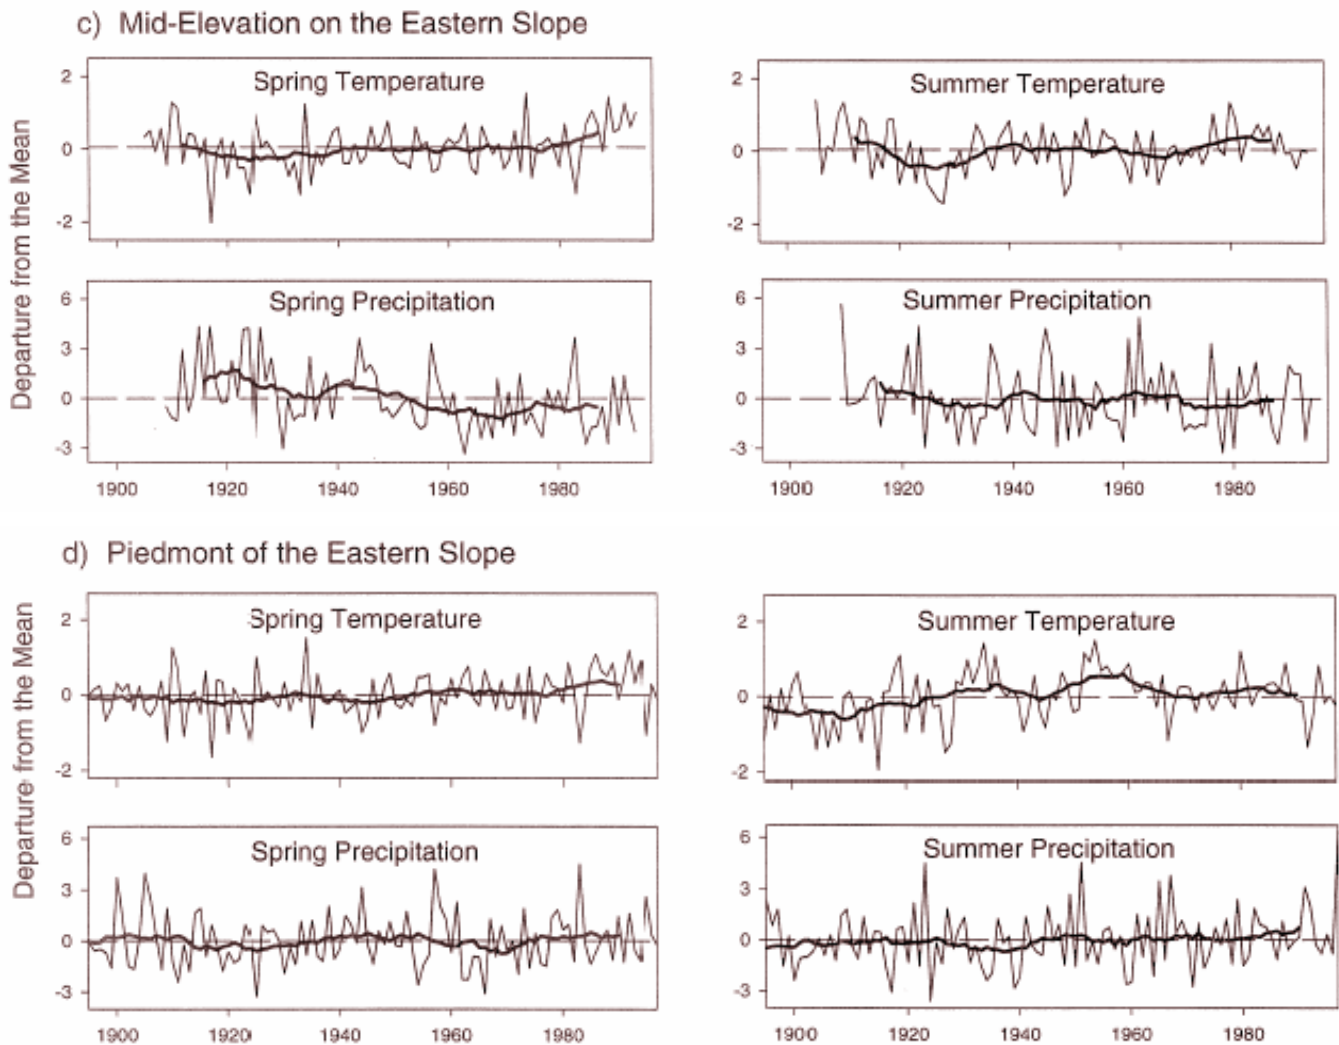 c) Mid-Elevation on the Eastern Slope
Departure from the Mean
Spring Temperature
2
0
-2
1900 1920 1940 1960 1980
Summer Temperature
2
0
-2
Spring Precipitation
6
3
0
-3
Summer Precipitation
6
3
0
-3
1900 1920 1940 1960 1980
d) Piedmont of the Eastern Slope
Departure from the Mean
Spring Temperature
2
0
-2
Summer Temperature
2
0
-2
Spring Precipitation
6
3
0
-3
1900 1920 1940 1960 1980
Summer Precipitation
6
3
0
-3
1900 1920 1940 1960 1980